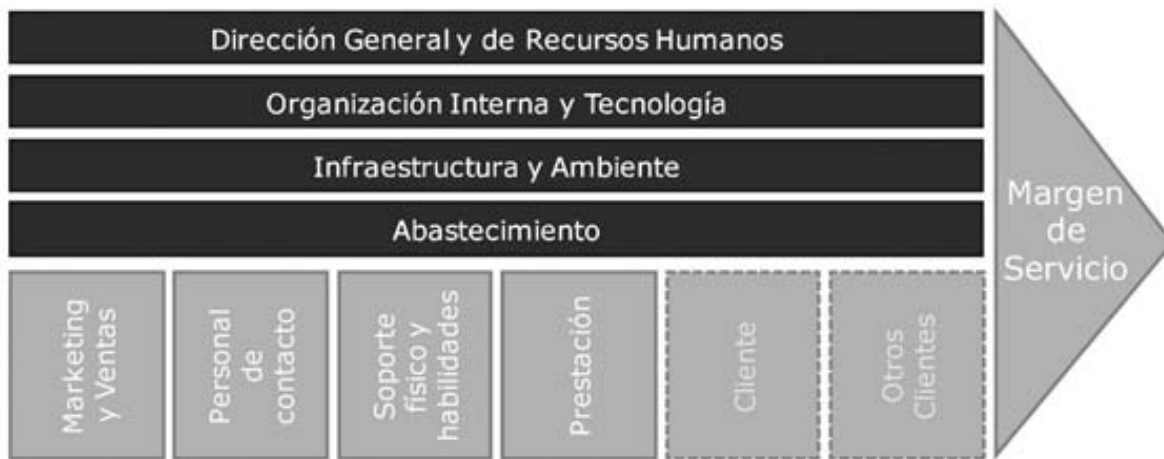 Dirección General y de Recursos Humanos
Organización Interna y Tecnología
Infraestructura y Ambiente
Abastecimiento
Margen
de
Servicio
Marketing
y Ventas
Personal
de
contacto
Soporte
físico y
habilidades
Prestación
Cliente
Otros
Clientes